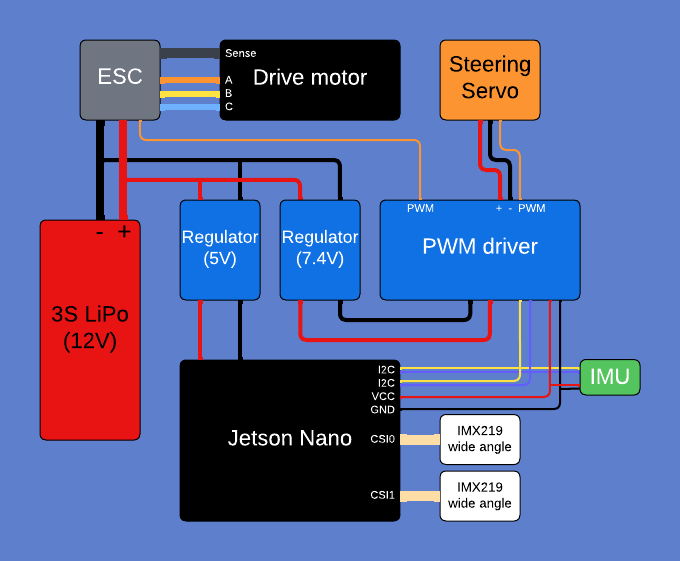 ESC
Sense
A
B
C
Drive motor
Steering
Servo
- +
3S LiPo
(12V)
Regulator
(5V)
Regulator
(7.4V)
PWM
+ - PWM
PWM driver
Jetson Nano
I2C
I2C
VCC
GND
CSI0
CSI1
IMU
IMX219
wide angle
IMX219
wide angle